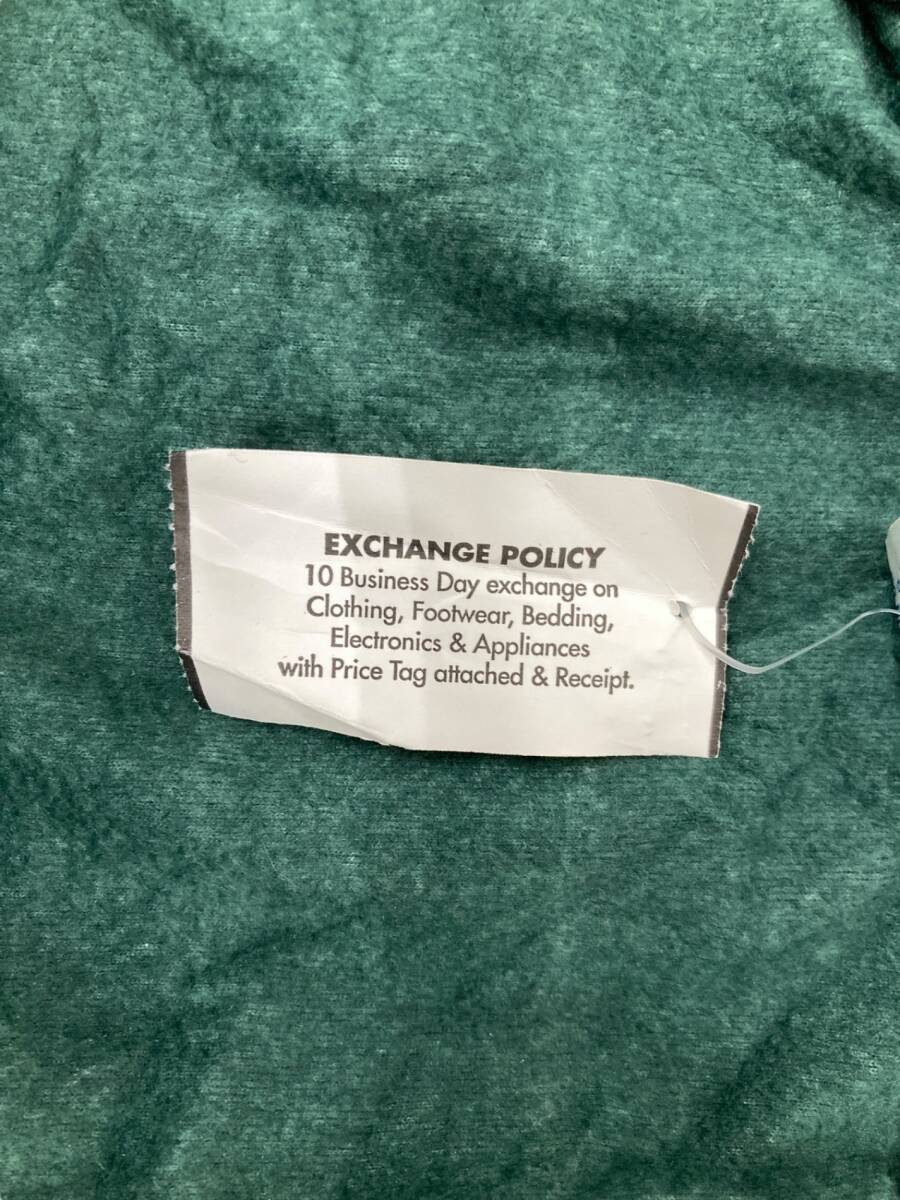 EXCHANGE POLICY
10 Business Day exchange on
Clothing, Footwear, Bedding,
Electronics & Appliances
with Price Tag attached & Receipt.